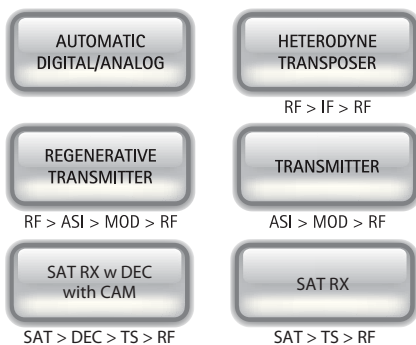 AUTOMATIC
DIGITAL/ANALOG
HETERODYNE
TRANSPOSER
RF > IF > RF
REGENERATIVE
TRANSMITTER
RF > ASI > MOD > RF
TRANSMITTER
ASI > MOD > RF
SAT RX w DEC
with CAM
SAT > DEC > TS > RF
SAT RX
SAT > TS > RF